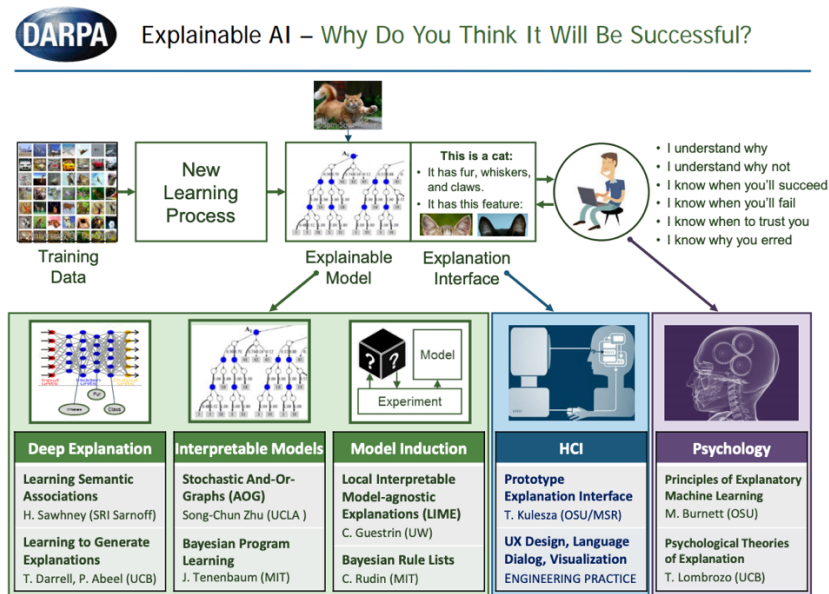 DARPA
Explainable AI – Why Do You Think It Will Be Successful?
New
Learning
Process
This is a cat:
• It has fur, whiskers,
and claws.
• It has this feature:
• I understand why
• I understand why not
• I know when you'll succeed
• I know when you'll fail
• I know when to trust you
• I know why you erred
Training
Data
Explainable
Model
Explanation
Interface
? ?
Model
Experiment
Deep Explanation
Learning Semantic
Associations
H. Sawhney (SRI Sarnoff)
Learning to Generate
Explanations
T. Darrell, P. Abeel (UCB)
Interpretable Models
Stochastic And-Or-
Graphs (AOG)
Song-Chun Zhu (UCLA )
Bayesian Program
Learning
J. Tenenbaum (MIT)
Model Induction
Local Interpretable
Model-agnostic
Explanations (LIME)
C. Guestrin (UW)
Bayesian Rule Lists
C. Rudin (MIT)
HCI
Prototype
Explanation Interface
T. Kulesza (OSU/MSR)
UX Design, Language
Dialog, Visualization
ENGINEERING PRACTICE
Psychology
Principles of Explanatory
Machine Learning
M. Burnett (OSU)
Psychological Theories
of Explanation
T. Lombrozo (UCB)